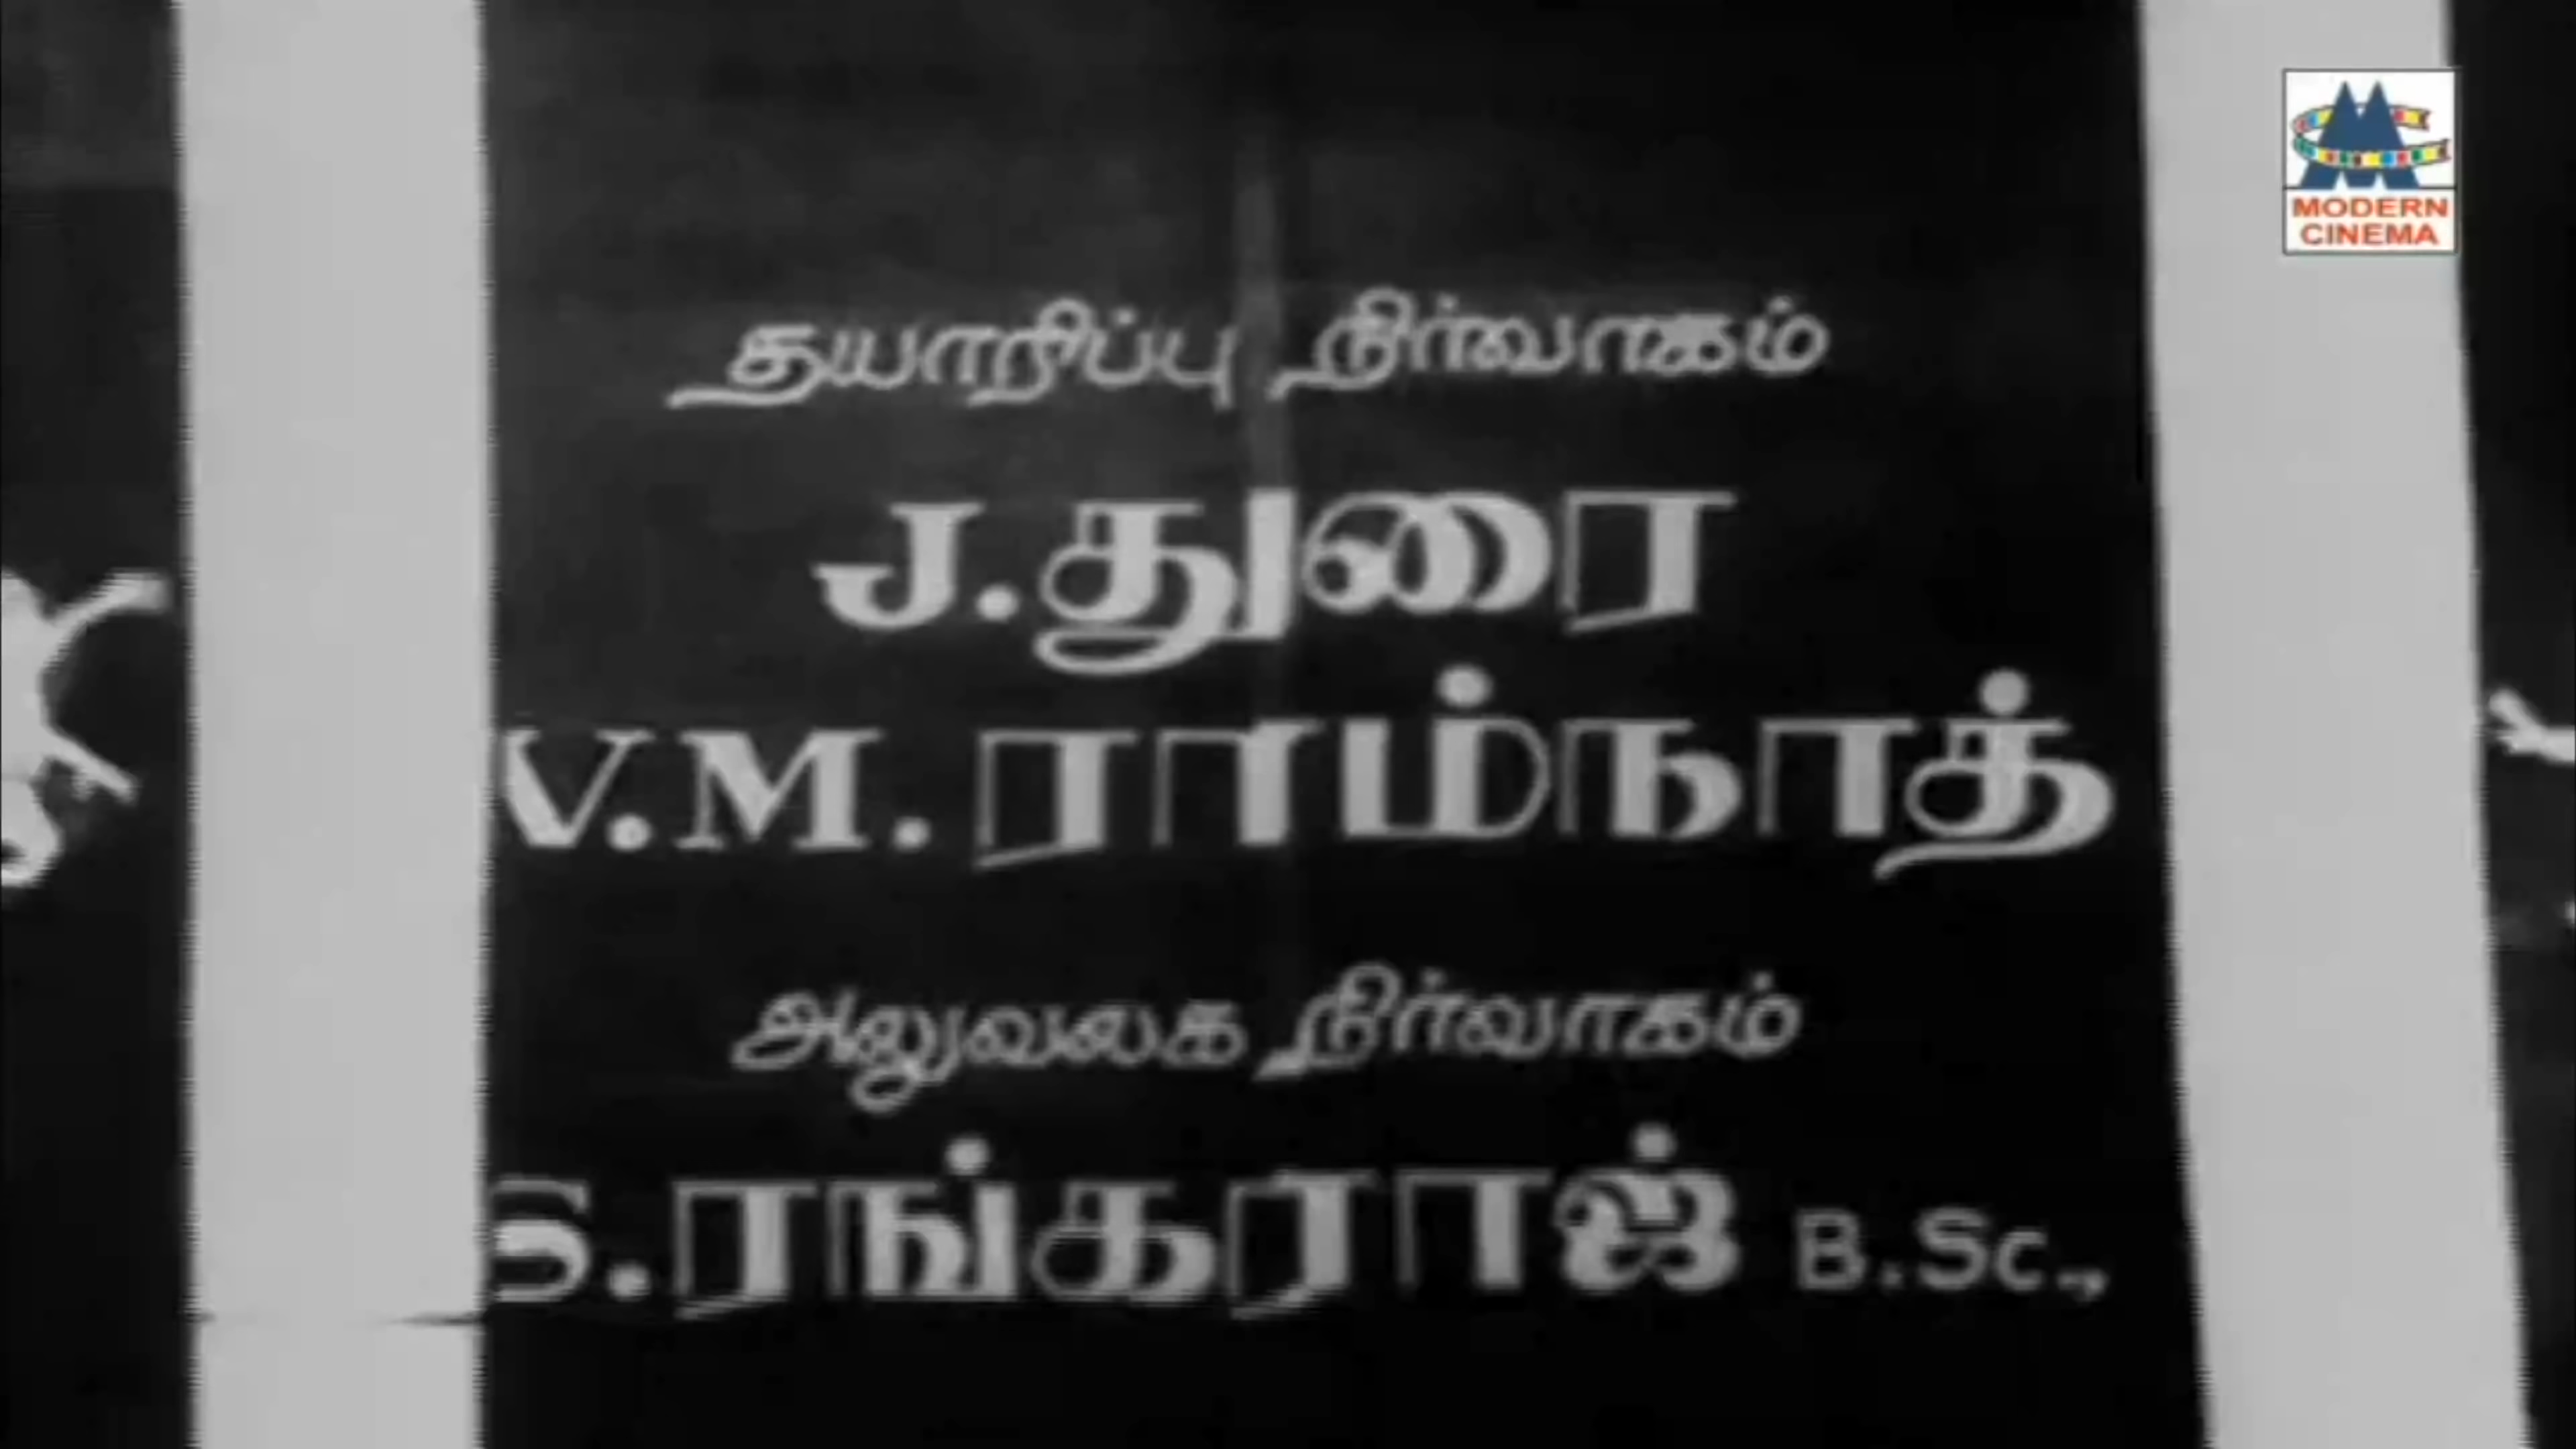 MODERN
CINEMA
தயாரிப்பு நிர்வாகம்
J.துரை
V.M.ராம்நாத்
அலுவலக நிர்வாகம்
S.ரங்கராஜ் B.Sc.,